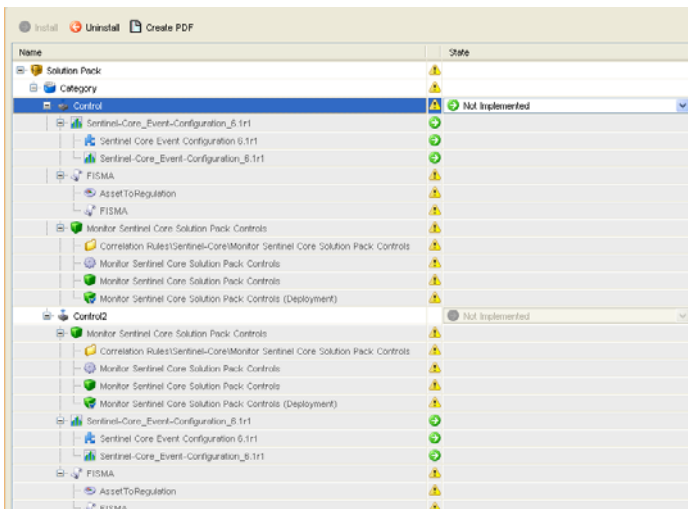 Install Uninstall Create PDF
Name State
Solution Pack
Category
Control Not Implemented
Sentinel-Core_Event-Configuration_6.1r1
Sentinel Core Event Configuration 6.1r1
Sentinel-Core_Event-Configuration_6.1r1
FISMA
AssetToRegulation
FISMA
Monitor Sentinel Core Solution Pack Controls
Correlation Rules\Sentinel-Core\Monitor Sentinel Core Solution Pack Controls
Monitor Sentinel Core Solution Pack Controls
Monitor Sentinel Core Solution Pack Controls
Monitor Sentinel Core Solution Pack Controls (Deployment)
Control2 Not Implemented
Monitor Sentinel Core Solution Pack Controls
Correlation Rules\Sentinel-Core\Monitor Sentinel Core Solution Pack Controls
Monitor Sentinel Core Solution Pack Controls
Monitor Sentinel Core Solution Pack Controls
Monitor Sentinel Core Solution Pack Controls (Deployment)
Sentinel-Core_Event-Configuration_6.1r1
Sentinel Core Event Configuration 6.1r1
Sentinel-Core_Event-Configuration_6.1r1
FISMA
AssetToRegulation
FISMA